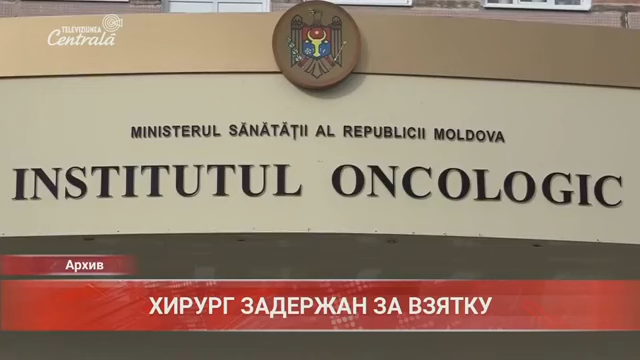 TELEVIZIUNEA
Centrală
MINISTERUL SĂNĂTĂȚII AL REPUBLICII MOLDOVA
INSTITUTUL ONCOLOGIC
Архив
ХИРУРГ ЗАДЕРЖАН ЗА ВЗЯТКУ